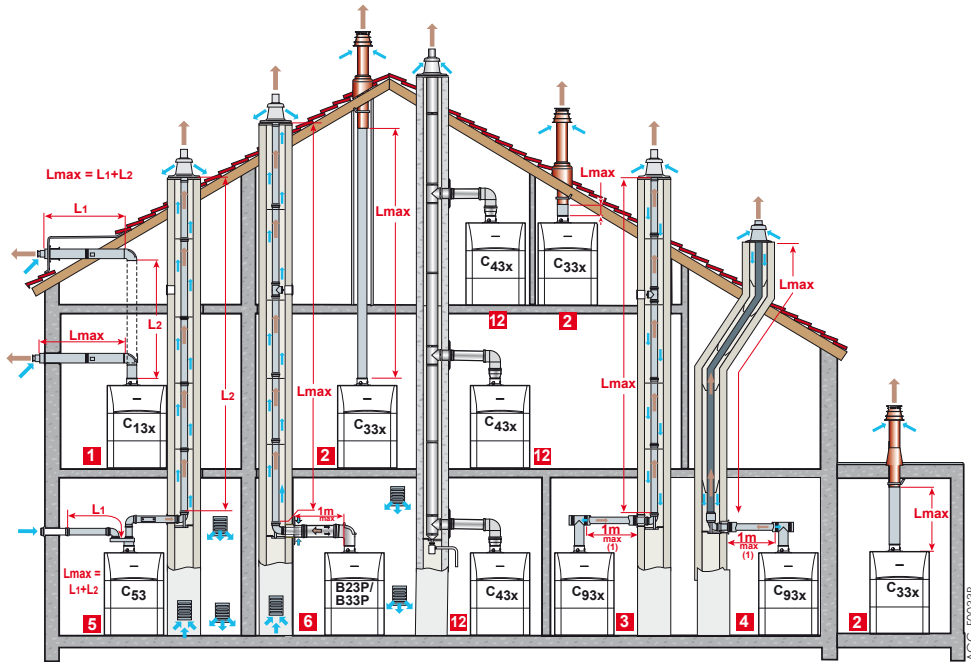 Lmax = L1+L2
L1
Lmax
L2
C13x
1
L1
Lmax =
L1+L2
C53
5
L2
Lmax
1m
max
B23P/
B33P
6
Lmax
C33x
2
C43x
12
C43x
12
C43x
12
Lmax
C33x
2
Lmax
1m
max
(1)
C93x
3
Lmax
1m
max
(1)
C93x
4
Lmax
C33x
2